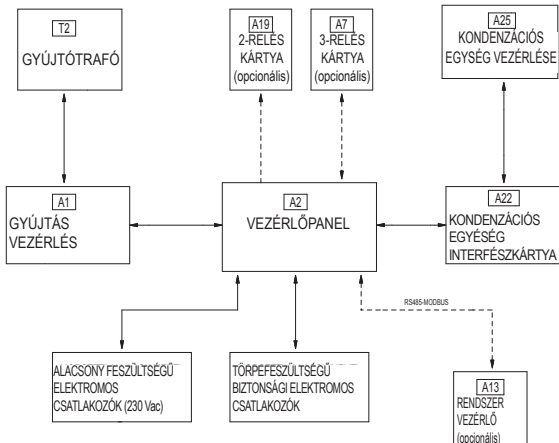 T2
GYÚJTÓTRAFÓ
A19
2-RELÉS
KÁRTYA
(opcionális)
A7
3-RELÉS
KÁRTYA
(opcionális)
A25
KONDENZÁCIÓS
EGYSÉG VEZÉRLÉSE
A1
GYÚJTÁS
VEZÉRLÉS
A2
VEZÉRLŐPANEL
A22
KONDENZÁCIÓS
EGYÉSÉG
INTERFÉSZKÁRTYA
RS485-MODBUS
ALACSONY FESZÜLTSÉGŰ
ELEKTROMOS
CSATLAKOZÓK (230 Vac)
TÖRPEFESZÜLTSÉGŰ
BIZTONSÁGI ELEKTROMOS
CSATLAKOZÓK
A13
RENDSZER
VEZÉRLŐ
(opcionális)